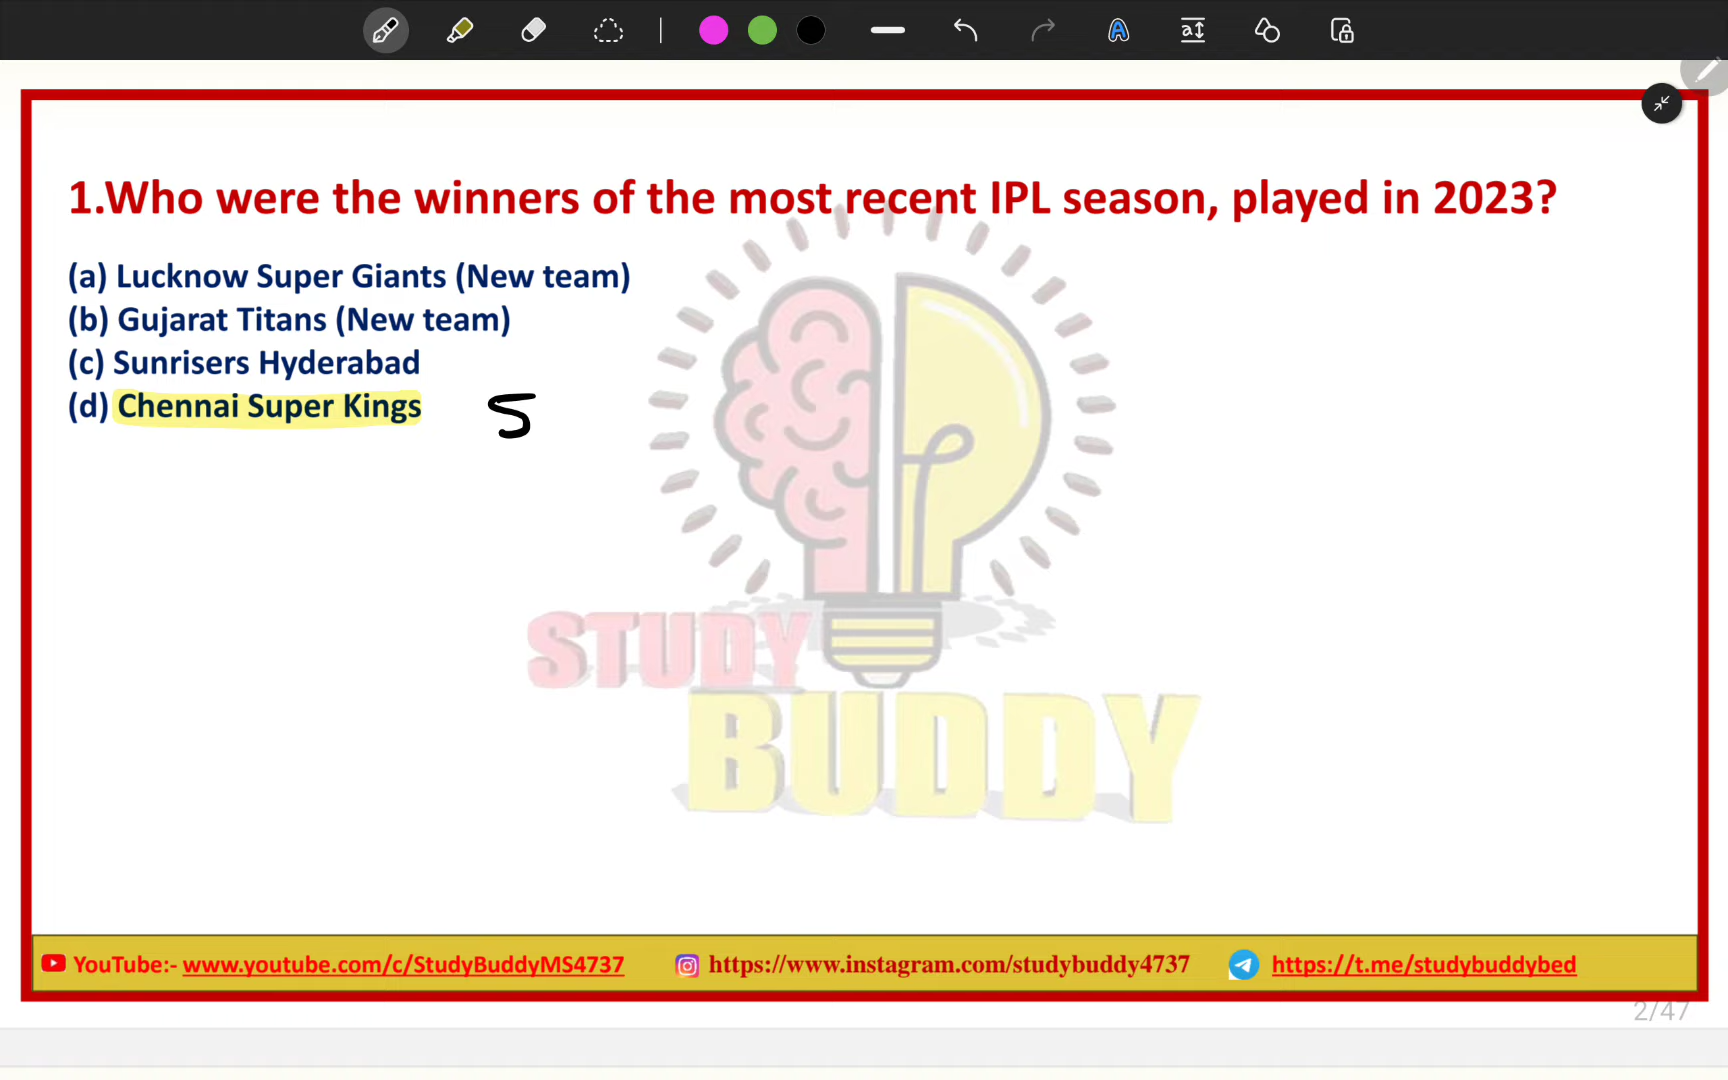 1.Who were the winners of the most recent IPL season, played in 2023?
(a) Lucknow Super Giants (New team)
(b) Gujarat Titans (New team)
(c) Sunrisers Hyderabad
(d) Chennai Super Kings 5
STUDY
BUDDY
YouTube:- www.youtube.com/c/StudyBuddyMS4737 https://www.instagram.com/studybuddy4737 https://t.me/studybuddybed
2/47